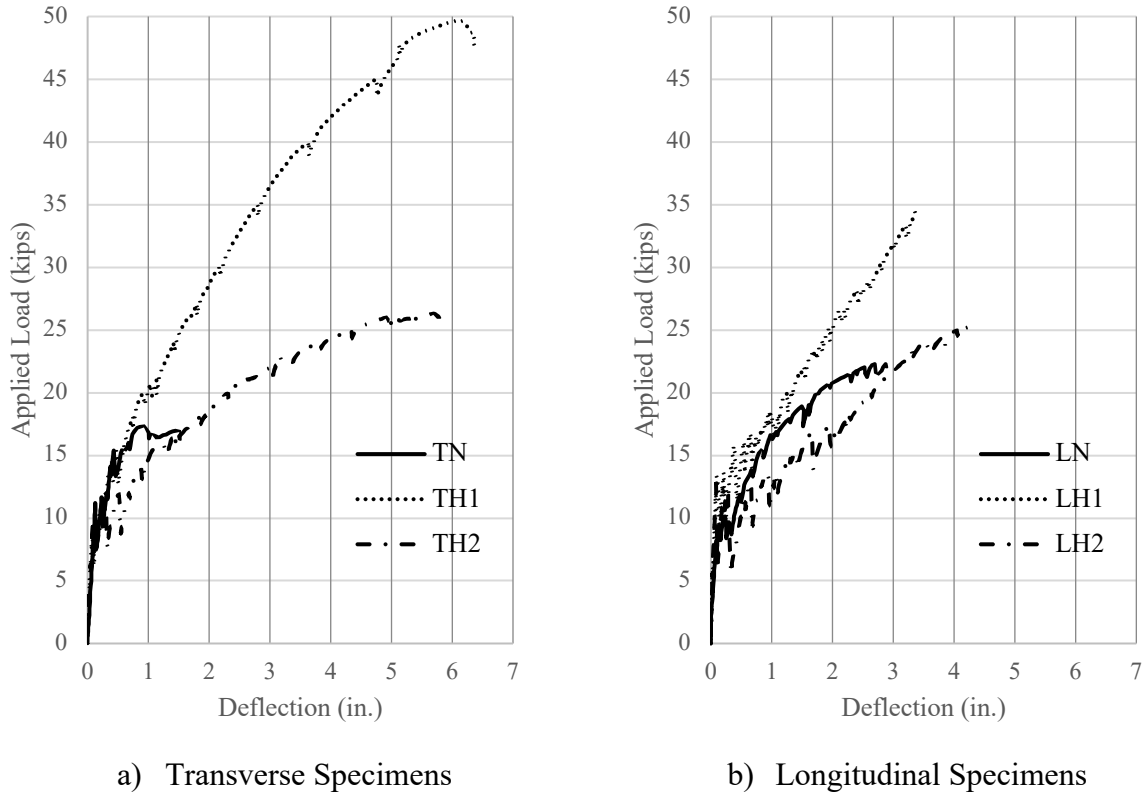 50
45
40
35
30
25
20
15
10
5
0
Applied Load (kips)
TN
TH1
TH2
0 1 2 3 4 5 6 7
Deflection (in.)
a) Transverse Specimens
50
45
40
35
30
25
20
15
10
5
0
Applied Load (kips)
LN
LH1
LH2
0 1 2 3 4 5 6 7
Deflection (in.)
b) Longitudinal Specimens